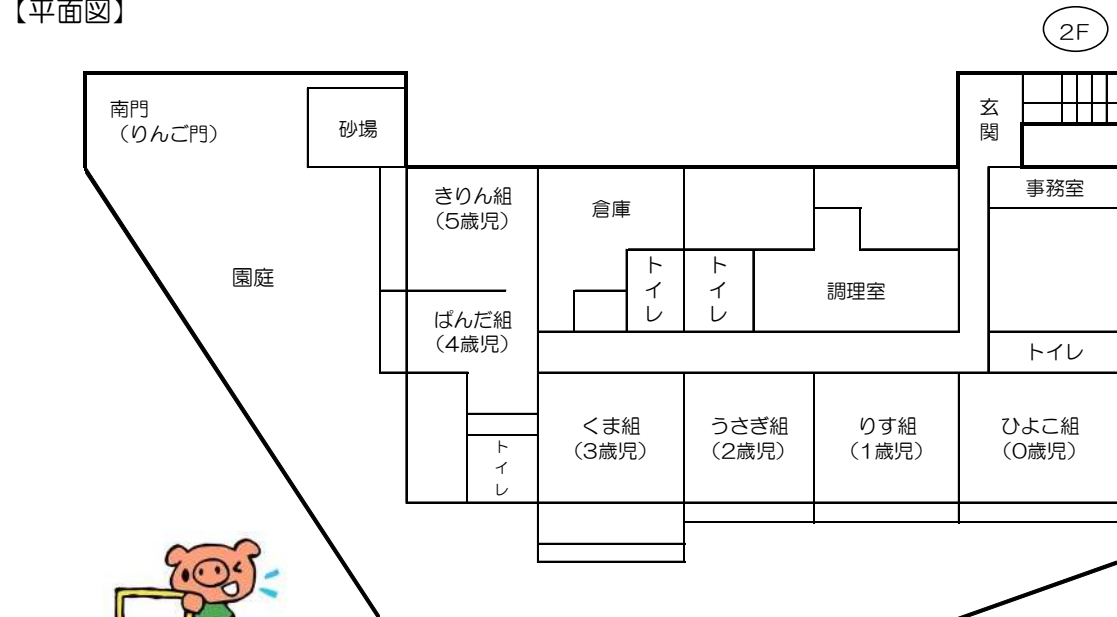 【平面図】
2F
南門
（りんご門）
砂場
玄関
事務室
きりん組
（5歳児）
倉庫
トイレ
トイレ
調理室
園庭
ぱんだ組
（4歳児）
トイレ
くま組
（3歳児）
うさぎ組
（2歳児）
りす組
（1歳児）
ひよこ組
（0歳児）
トイレ